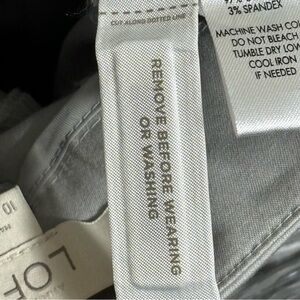 CUT ALONG DOTTED LINE
REMOVE BEFORE WEARING
OR WASHING
3% SPANDEX
MACHINE WASH
DO NOT BLEACH
TUMBLE DRY LOW
COOL IRON
IF NEEDED
10
LOF